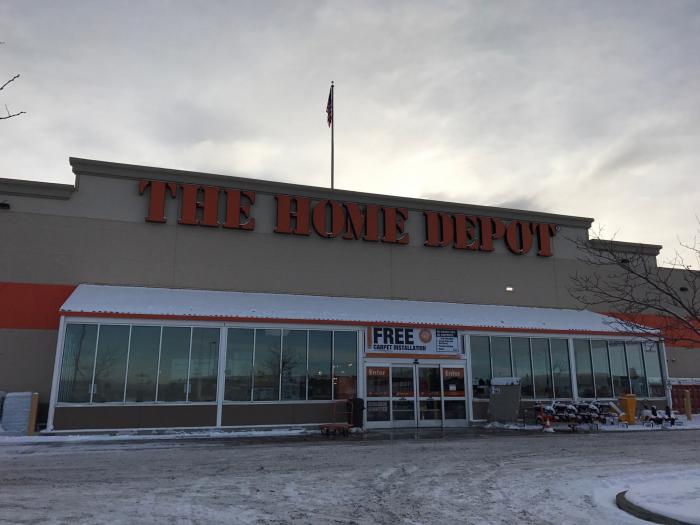 THE HOME DEPOT
FREE
CARPET INSTALLATION
Enter
Enter